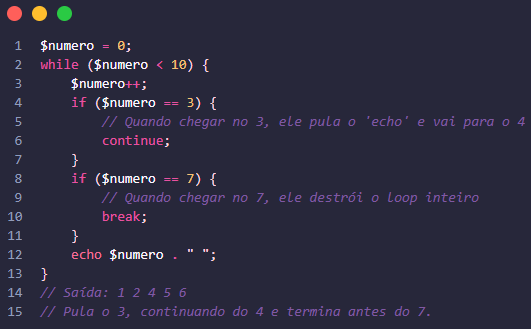 1 $numero = 0;
2 while ($numero < 10) {
3     $numero++;
4     if ($numero == 3) {
5         // Quando chegar no 3, ele pula o 'echo' e vai para o 4
6         continue;
7     }
8     if ($numero == 7) {
9         // Quando chegar no 7, ele destrói o loop inteiro
10         break;
11     }
12     echo $numero . " ";
13 }
14 // Saída: 1 2 4 5 6
15 // Pula o 3, continuando do 4 e termina antes do 7.